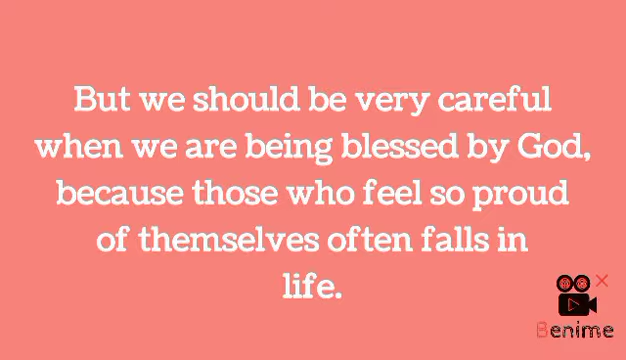 But we should be very careful
when we are being blessed by God,
because those who feel so proud
of themselves often falls in
life.
Benime